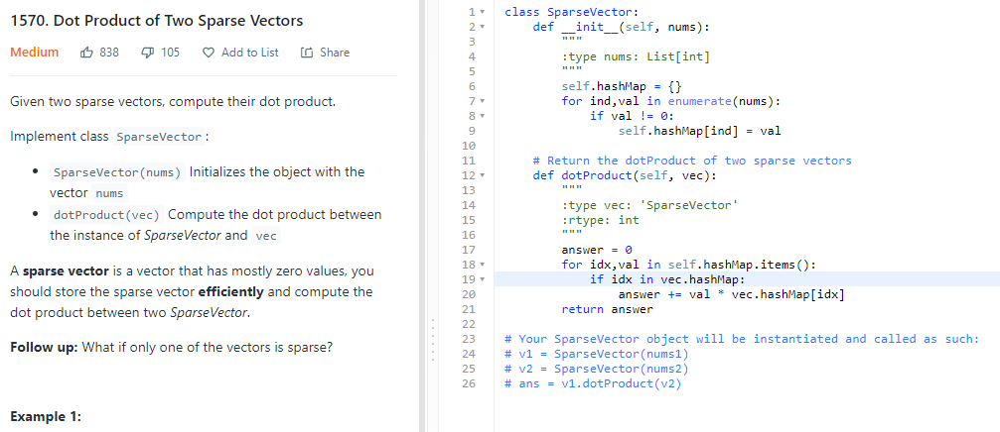 1570. Dot Product of Two Sparse Vectors
Medium 838 105 Add to List Share
Given two sparse vectors, compute their dot product.
Implement class SparseVector:
• SparseVector(nums) Initializes the object with the
vector nums
• dotProduct(vec) Compute the dot product between
the instance of SparseVector and vec
A sparse vector is a vector that has mostly zero values, you
should store the sparse vector efficiently and compute the
dot product between two SparseVector.
Follow up: What if only one of the vectors is sparse?
Example 1:
1 class SparseVector:
2     def __init__(self, nums):
3         """
4         :type nums: List[int]
5         """
6         self.hashMap = {}
7         for ind,val in enumerate(nums):
8             if val != 0:
9                 self.hashMap[ind] = val
10
11     # Return the dotProduct of two sparse vectors
12     def dotProduct(self, vec):
13         """
14         :type vec: 'SparseVector'
15         :rtype: int
16         """
17         answer = 0
18         for idx,val in self.hashMap.items():
19             if idx in vec.hashMap:
20                 answer += val * vec.hashMap[idx]
21         return answer
22
23 # Your SparseVector object will be instantiated and called as such:
24 # v1 = SparseVector(nums1)
25 # v2 = SparseVector(nums2)
26 # ans = v1.dotProduct(v2)